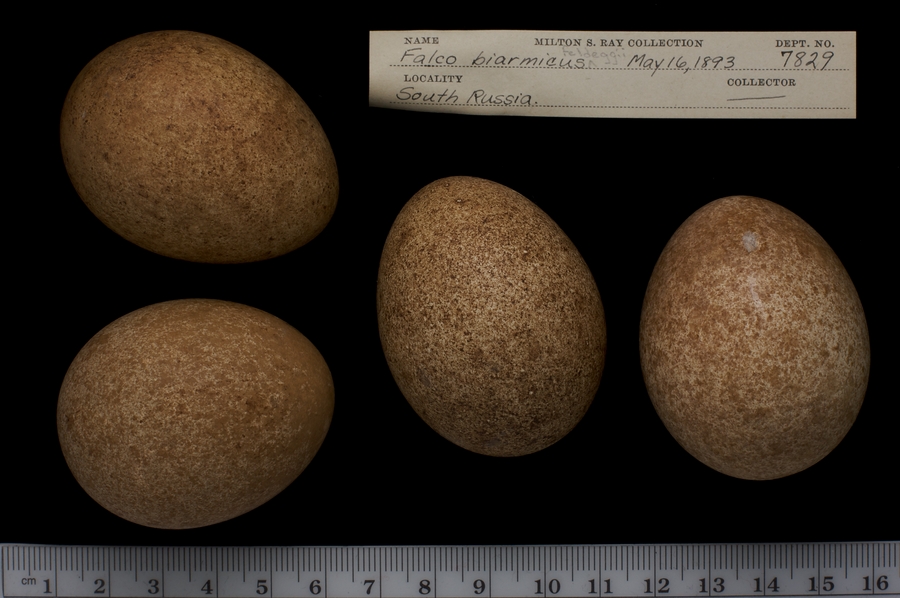 NAME MILTON S. RAY COLLECTION DEPT. NO.
feldeggii
Falco biarmicus May 16, 1893 7829
LOCALITY COLLECTOR
South Russia.
cm 1 2 3 4 5 6 7 8 9 10 11 12 13 14 15 16